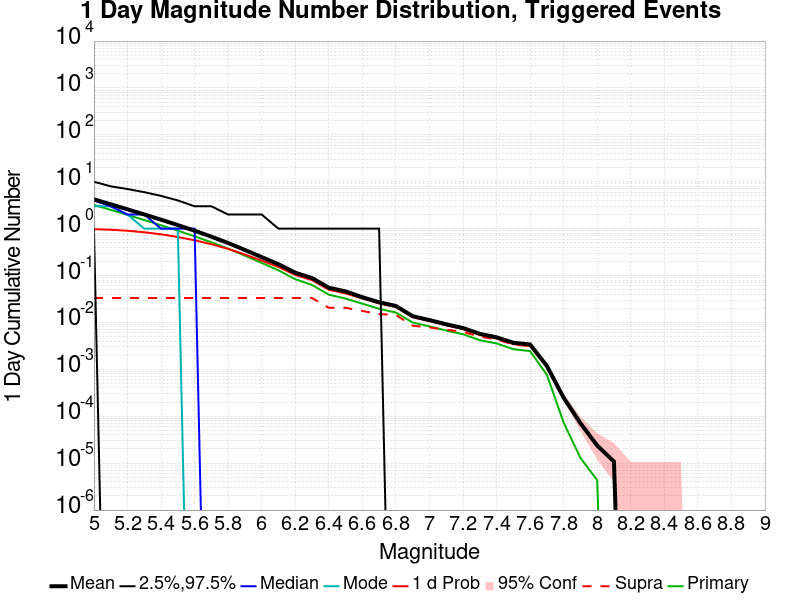 1 Day Magnitude Number Distribution, Triggered Events
1 Day Cumulative Number
10^4
10^3
10^2
10^1
10^0
10^-1
10^-2
10^-3
10^-4
10^-5
10^-6
5 5.2 5.4 5.6 5.8 6 6.2 6.4 6.6 6.8 7 7.2 7.4 7.6 7.8 8 8.2 8.4 8.6 8.8 9
Magnitude
Mean 2.5%,97.5% Median Mode 1 d Prob 95% Conf Supra Primary